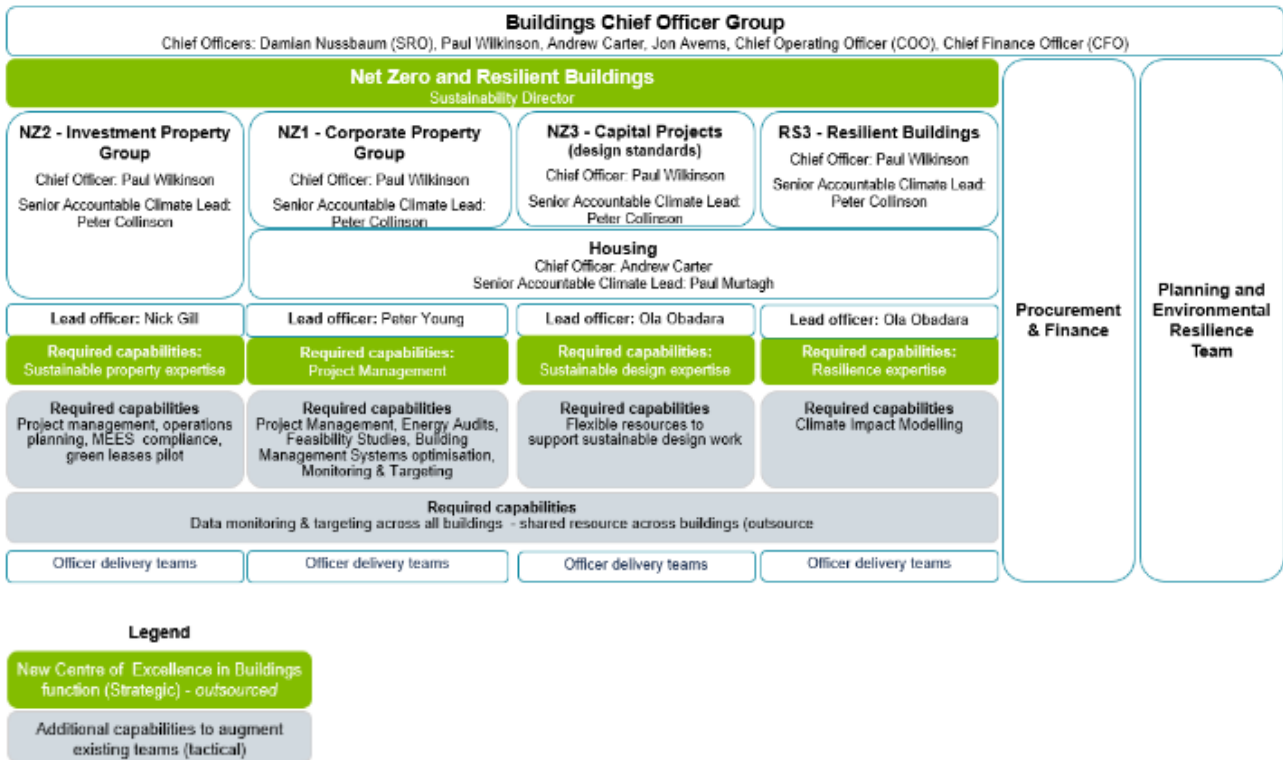 Buildings Chief Officer Group
Chief Officers: Damian Nussbaum (SRO), Paul Wilkinson, Andrew Carter, Jon Averns, Chief Operating Officer (COO), Chief Finance Officer (CFO)
Net Zero and Resilient Buildings
Sustainability Director
NZ2 - Investment Property
Group
Chief Officer: Paul Wilkinson
Senior Accountable Climate Lead:
Peter Collinson
NZ1 - Corporate Property
Group
Chief Officer: Paul Wilkinson
Senior Accountable Climate Lead:
Peter Collinson
NZ3 - Capital Projects
(design standards)
Chief Officer: Paul Wilkinson
Senior Accountable Climate Lead:
Peter Collinson
RS3 - Resilient Buildings
Chief Officer: Paul Wilkinson
Senior Accountable Climate Lead:
Peter Collinson
Housing
Chief Officer: Andrew Carter
Senior Accountable Climate Lead: Paul Murtagh
Procurement
& Finance
Planning and
Environmental
Resilience
Team
Lead officer: Nick Gill
Lead officer: Peter Young
Lead officer: Ola Obadara
Lead officer: Ola Obadara
Required capabilities:
Sustainable property expertise
Required capabilities:
Project Management
Required capabilities:
Sustainable design expertise
Required capabilities:
Resilience expertise
Required capabilities
Project management, operations
planning, MEES compliance,
green leases pilot
Required capabilities
Project Management, Energy Audits,
Feasibility Studies, Building
Management Systems optimisation,
Monitoring & Targeting
Required capabilities
Flexible resources to
support sustainable design work
Required capabilities
Climate Impact Modelling
Required capabilities
Data monitoring & targeting across all buildings - shared resource across buildings (outsource
Officer delivery teams
Officer delivery teams
Officer delivery teams
Officer delivery teams
Legend
New Centre of Excellence in Buildings
function (Strategic) - outsourced
Additional capabilities to augment
existing teams (tactical)